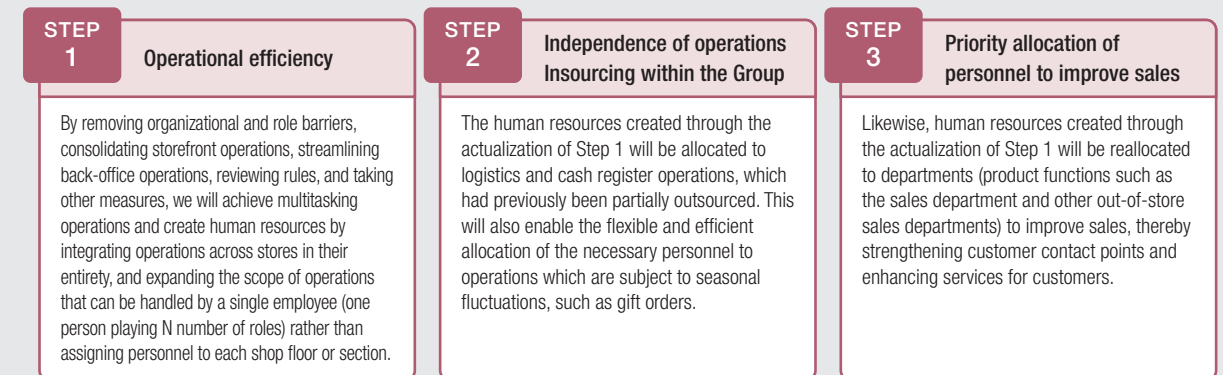 STEP
1
Operational efficiency
By removing organizational and role barriers,
consolidating storefront operations, streamlining
back-office operations, reviewing rules, and taking
other measures, we will achieve multitasking
operations and create human resources by
integrating operations across stores in their
entirety, and expanding the scope of operations
that can be handled by a single employee (one
person playing N number of roles) rather than
assigning personnel to each shop floor or section.
STEP
2
Independence of operations
Insourcing within the Group
The human resources created through the
actualization of Step 1 will be allocated to
logistics and cash register operations, which
had previously been partially outsourced. This
will also enable the flexible and efficient
allocation of the necessary personnel to
operations which are subject to seasonal
fluctuations, such as gift orders.
STEP
3
Priority allocation of
personnel to improve sales
Likewise, human resources created through
the actualization of Step 1 will be reallocated
to departments (product functions such as
the sales department and other out-of-store
sales departments) to improve sales, thereby
strengthening customer contact points and
enhancing services for customers.